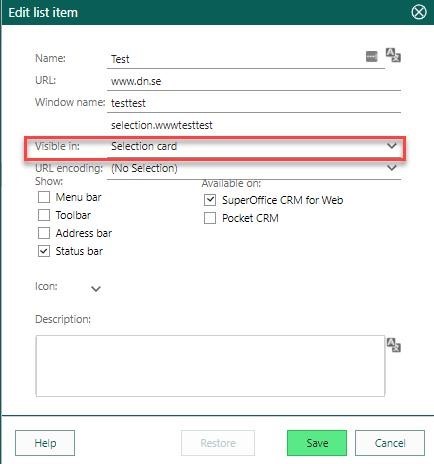 Edit list item
Name: Test
URL: www.dn.se
Window name: testtest
selection.wwwtesttest
Visible in: Selection card
URL encoding: (No Selection)
Show: Available on:
Menu bar SuperOffice CRM for Web
Toolbar Pocket CRM
Address bar
Status bar
Icon:
Description:
Help Restore Save Cancel